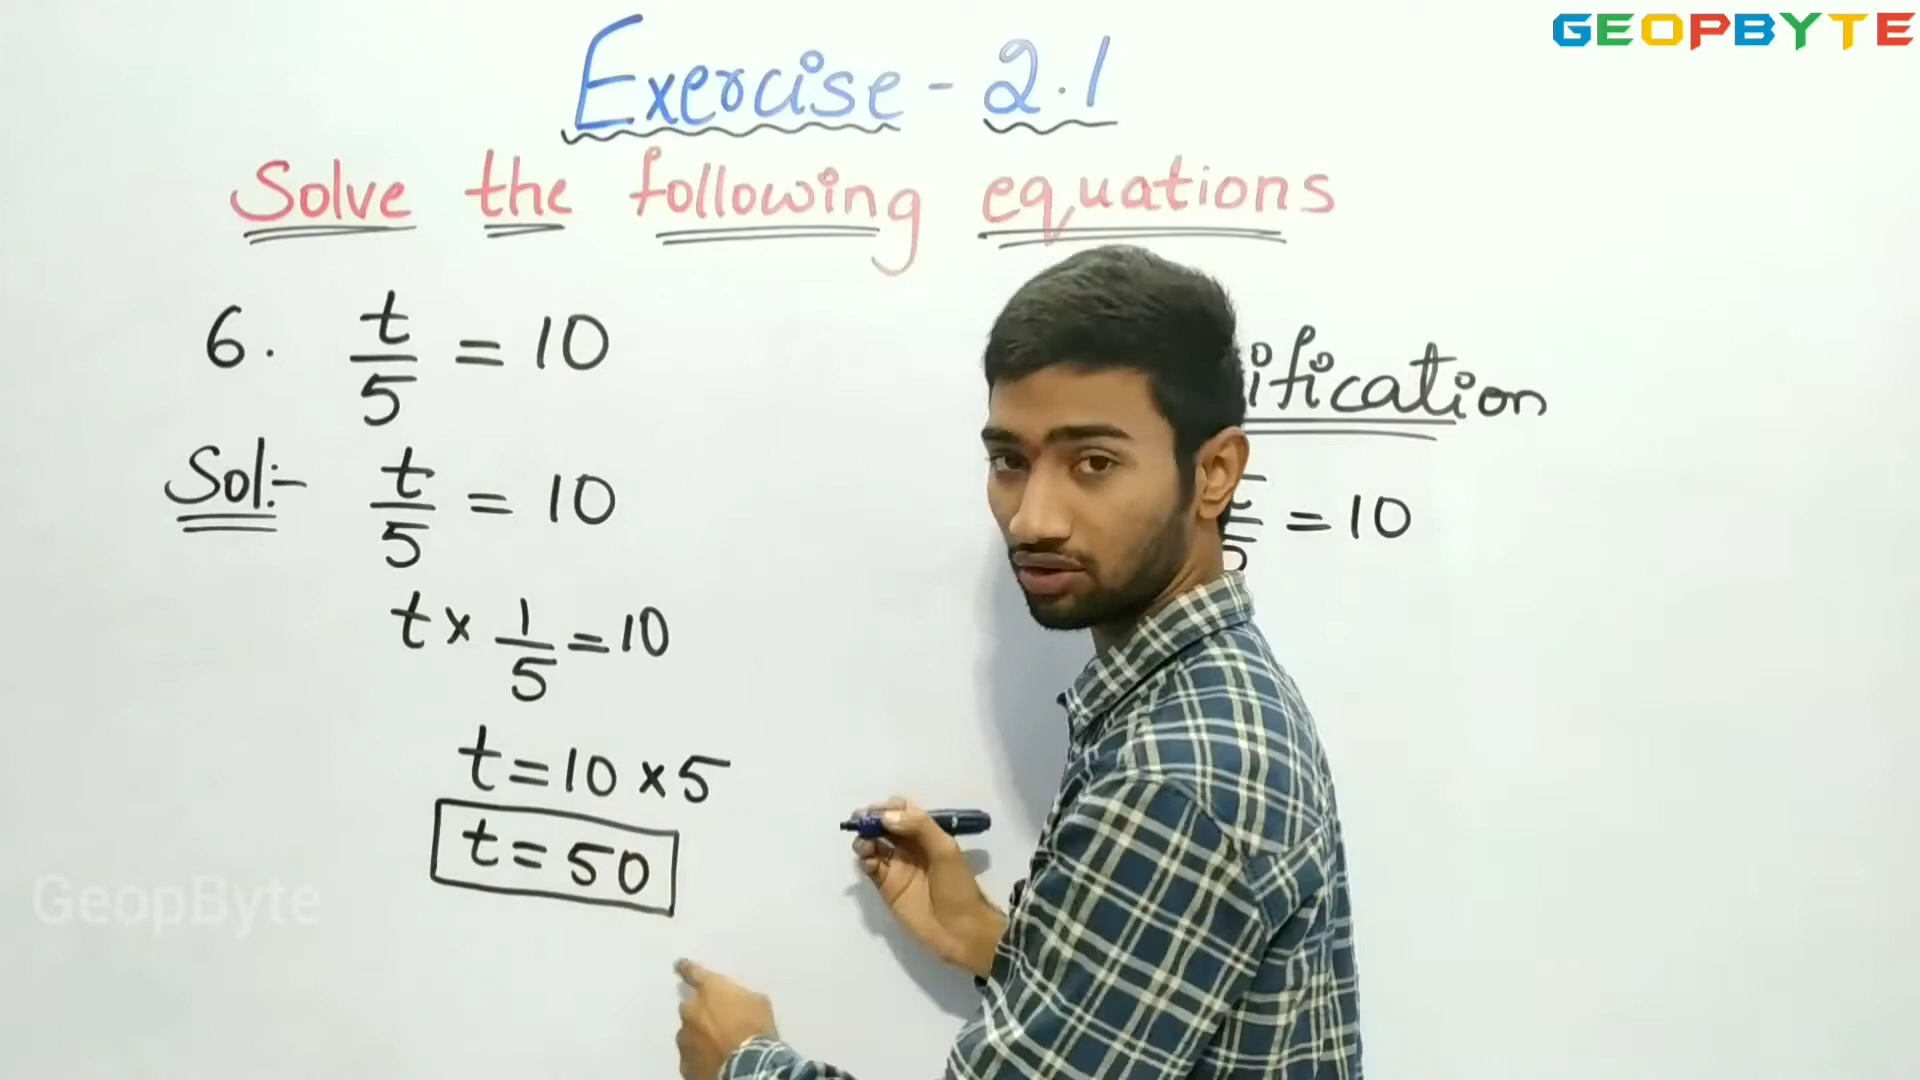 GEOPBYTE
Exercise - 2.1
Solve the following equations
6. t/5 = 10
Sol:- t/5 = 10
t × 1/5 = 10
t = 10 × 5
t = 50
= 10
GeopByte